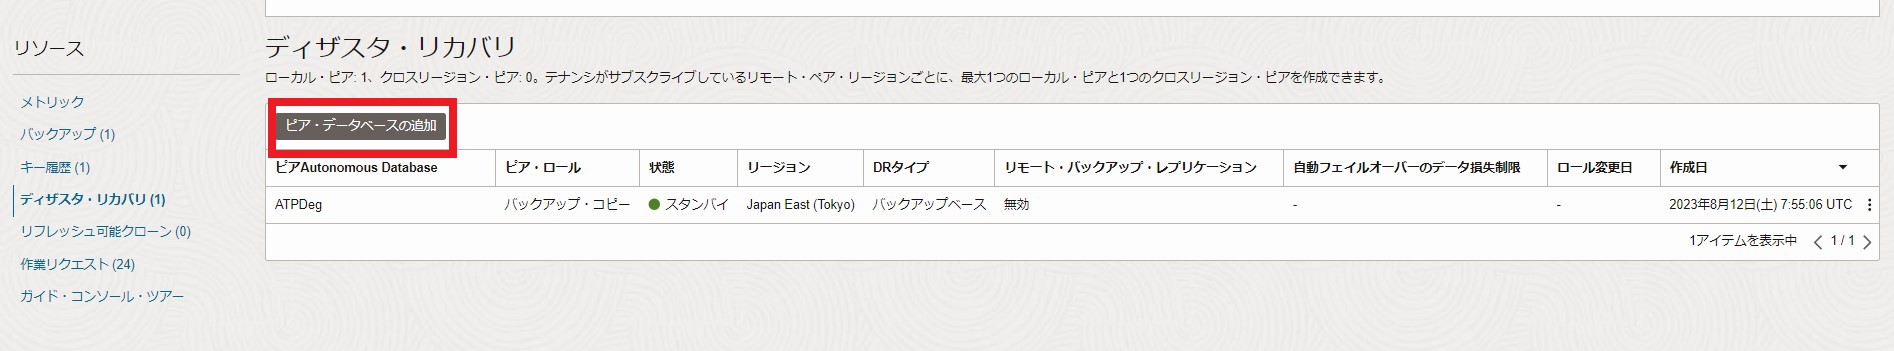 リソース
メトリック
バックアップ (1)
キー履歴 (1)
ディザスタ・リカバリ (1)
リフレッシュ可能クローン (0)
作業リクエスト (24)
ガイド・コンソール・ツアー
ディザスタ・リカバリ
ローカル・ピア: 1、クロスリージョン・ピア: 0。テナンシがサブスクライブしているリモート・ペア・リージョンごとに、最大1つのローカル・ピアと1つのクロスリージョン・ピアを作成できます。
ピア・データベースの追加
ピアAutonomous Database ピア・ロール 状態 リージョン DRタイプ リモート・バックアップ・レプリケーション 自動フェイルオーバーのデータ損失制限 ロール変更日 作成日
ATPDeg バックアップ・コピー スタンバイ Japan East (Tokyo) バックアップベース 無効 - - 2023年8月12日(土) 7:55:06 UTC
1アイテムを表示中 1 / 1